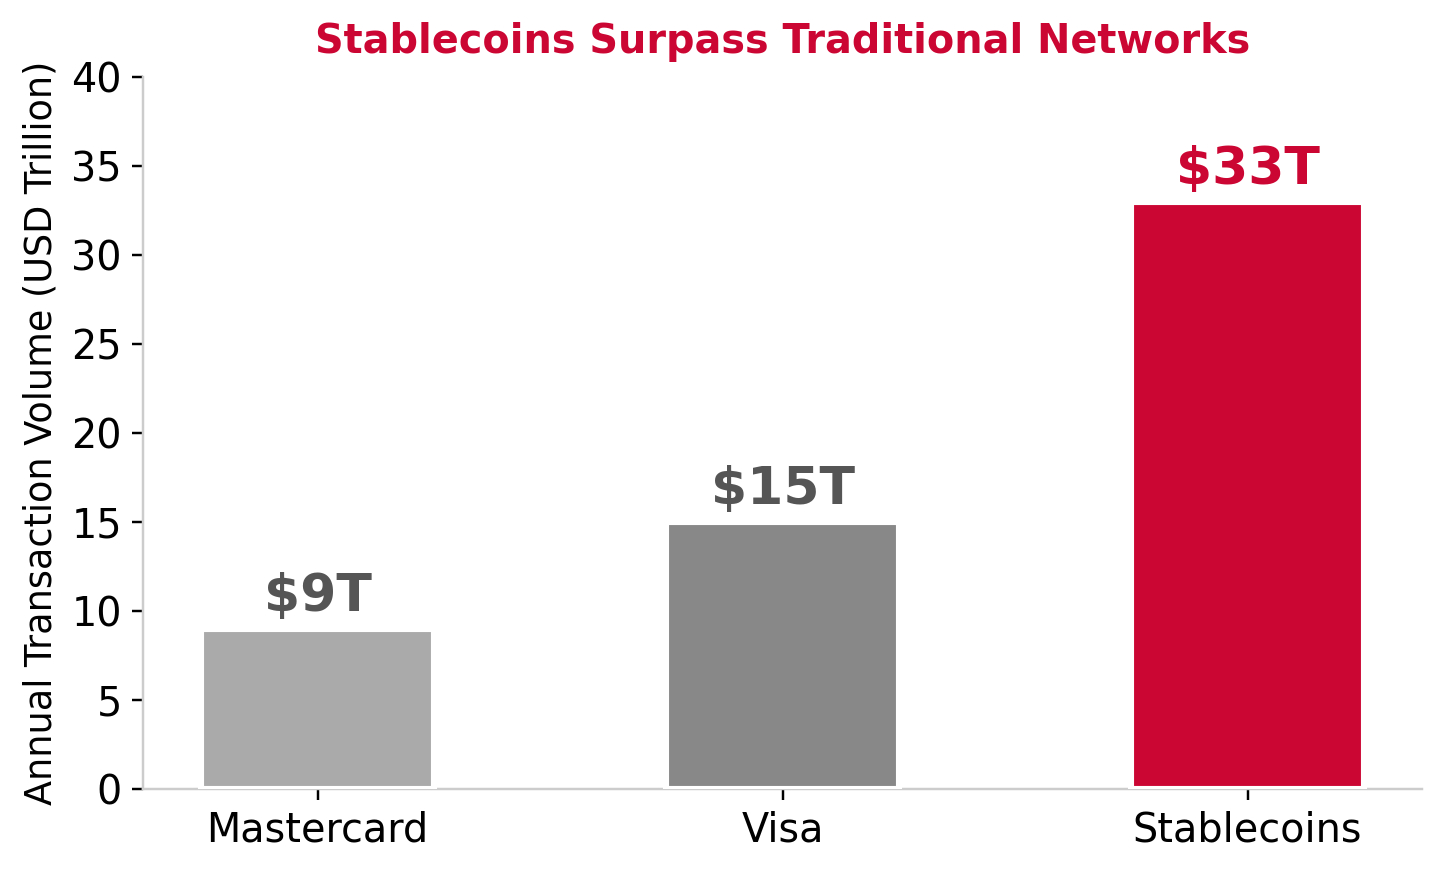 Stablecoins Surpass Traditional Networks
Annual Transaction Volume (USD Trillion)
40
35
30
25
20
15
10
5
0
$9T
$15T
$33T
Mastercard
Visa
Stablecoins